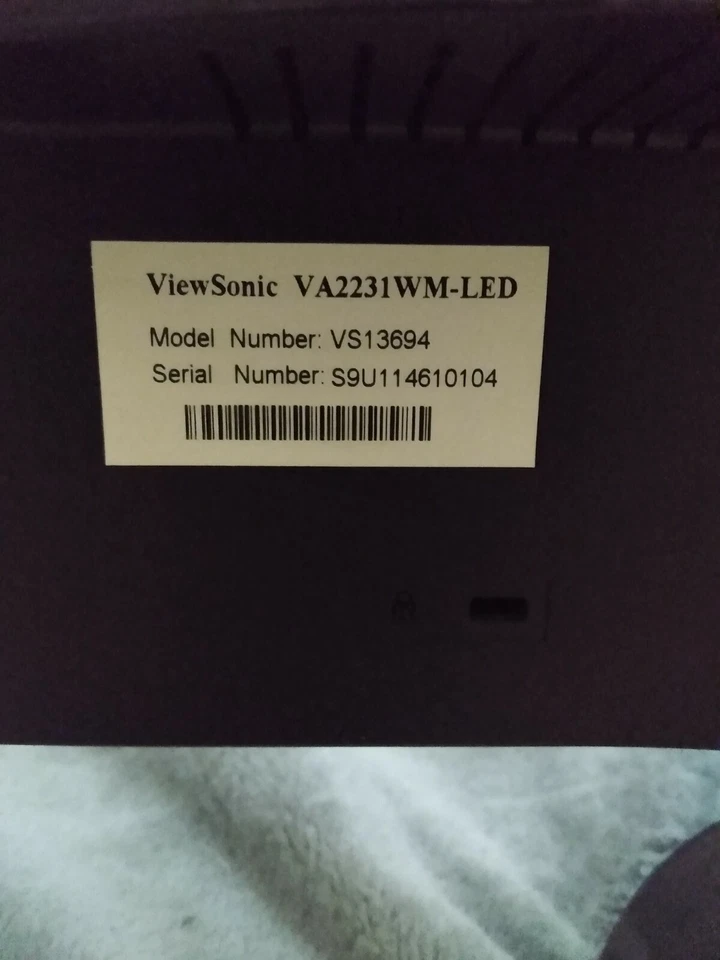 ViewSonic VA2231WM-LED
Model Number: VS13694
Serial Number: S9U114610104